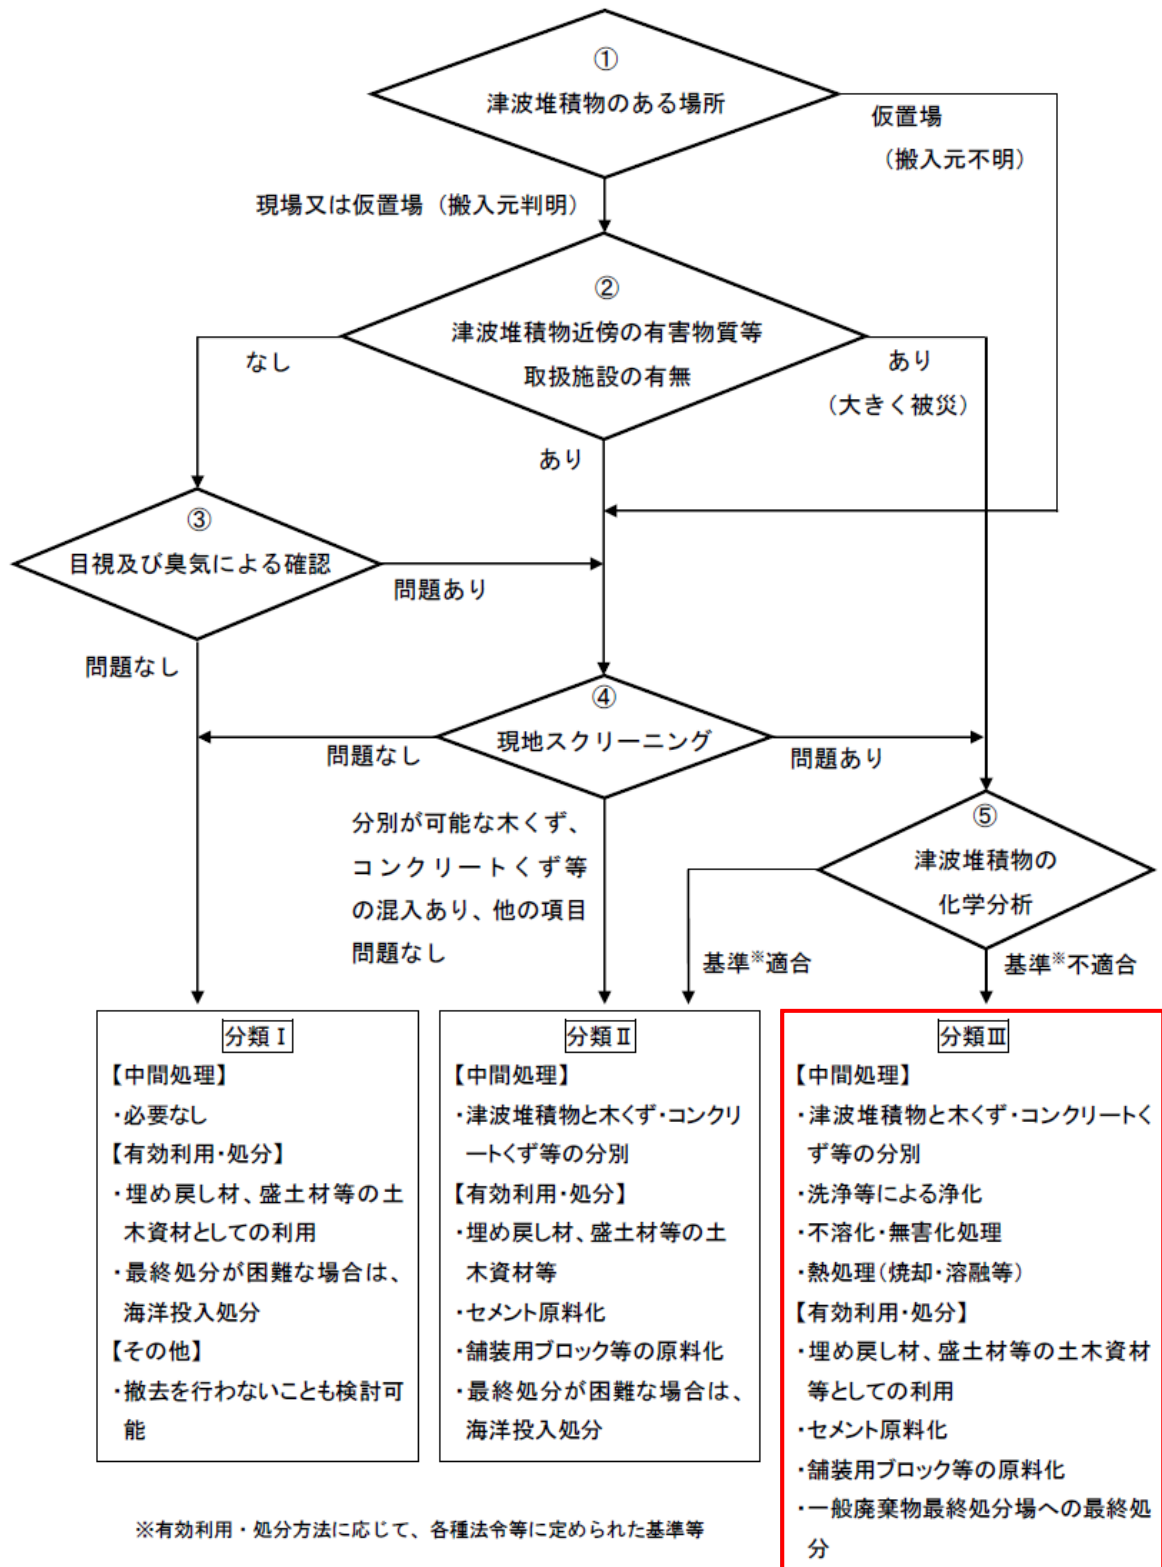 ①
津波堆積物のある場所
仮置場
（搬入元不明）
現場又は仮置場（搬入元判明）
②
津波堆積物近傍の有害物質等
取扱施設の有無
なし
あり
（大きく被災）
あり
③
目視及び臭気による確認
問題あり
問題なし
④
現地スクリーニング
問題なし
問題あり
分別が可能な木くず、
コンクリートくず等
の混入あり、他の項目
問題なし
⑤
津波堆積物の
化学分析
基準※適合
基準※不適合
分類Ⅰ
【中間処理】
・必要なし
【有効利用・処分】
・埋め戻し材、盛土材等の土
木資材としての利用
・最終処分が困難な場合は、
海洋投入処分
【その他】
・撤去を行わないことも検討可
能
分類Ⅱ
【中間処理】
・津波堆積物と木くず・コンクリ
ートくず等の分別
【有効利用・処分】
・埋め戻し材、盛土材等の土
木資材等
・セメント原料化
・舗装用ブロック等の原料化
・最終処分が困難な場合は、
海洋投入処分
分類Ⅲ
【中間処理】
・津波堆積物と木くず・コンクリートく
ず等の分別
・洗浄等による浄化
・不溶化・無害化処理
・熱処理（焼却・溶融等）
【有効利用・処分】
・埋め戻し材、盛土材等の土木資材
等としての利用
・セメント原料化
・舗装用ブロック等の原料化
・一般廃棄物最終処分場への最終処
分
※有効利用・処分方法に応じて、各種法令等に定められた基準等